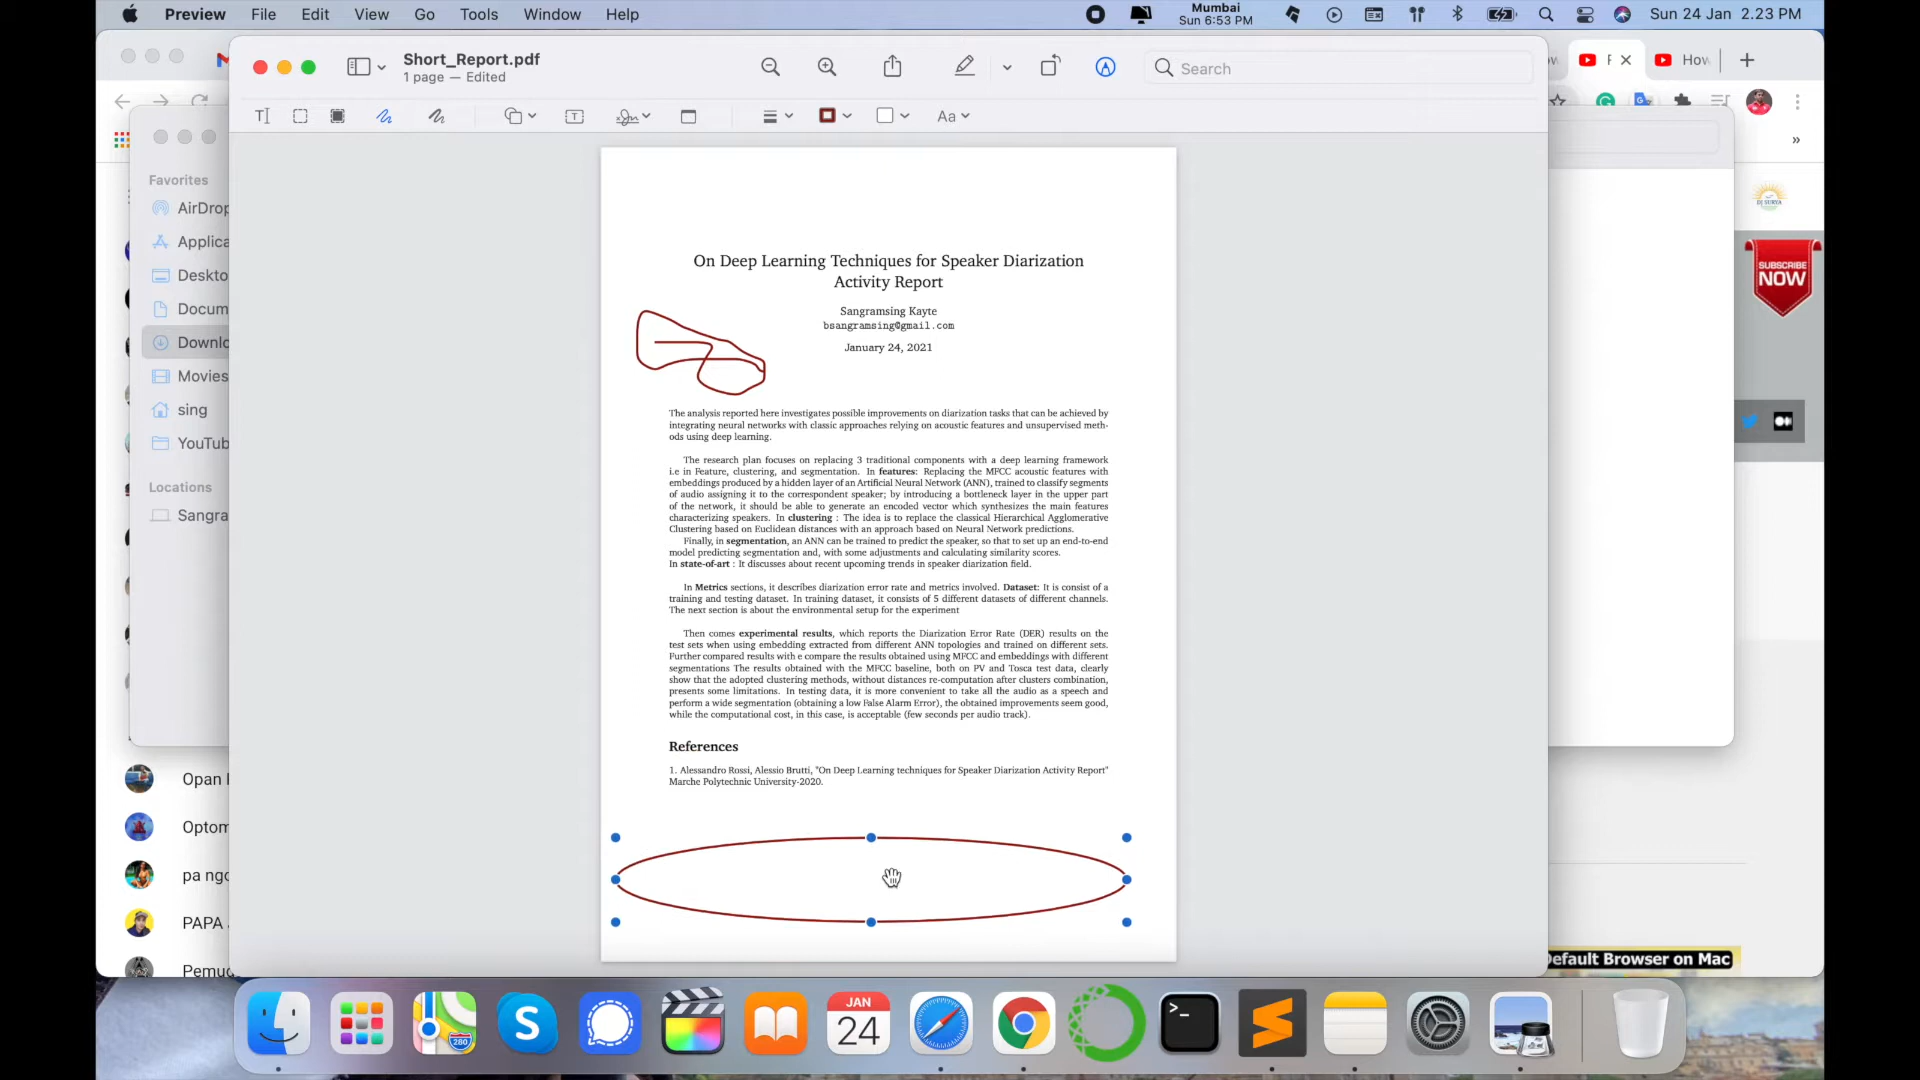 Preview File Edit View Go Tools Window Help
Mumbai
Sun 6:53 PM
Sun 24 Jan 2.23 PM
Short_Report.pdf
1 page — Edited
Search
How
Aa
Favorites
AirDrop
Applica
Deskto
Docum
Downlo
Movies
sing
YouTub
Locations
Sangra
Opan
Optom
pa ngo
PAPA
Pemud
On Deep Learning Techniques for Speaker Diarization
Activity Report
Sangramsing Kayte
bsangramsing@gmail.com
January 24, 2021
The analysis reported here investigates possible improvements on diarization tasks that can be achieved by
integrating neural networks with classic approaches relying on acoustic features and unsupervised meth-
ods using deep learning.
The research plan focuses on replacing 3 traditional components with a deep learning framework
i.e in Feature, clustering, and segmentation. In features: Replacing the MFCC acoustic features with
embeddings produced by a hidden layer of an Artificial Neural Network (ANN), trained to classify segments
of audio assigning it to the correspondent speaker; by introducing a bottleneck layer in the upper part
of the network, it should be able to generate an encoded vector which synthesizes the main features
characterizing speakers. In clustering : The idea is to replace the classical Hierarchical Agglomerative
Clustering based on Euclidean distances with an approach based on Neural Network predictions.
Finally, in segmentation, an ANN can be trained to predict the speaker, so that to set up an end-to-end
model predicting segmentation and, with some adjustments and calculating similarity scores.
In state-of-art : It discusses about recent upcoming trends in speaker diarization field.
In Metrics sections, it describes diarization error rate and metrics involved. Dataset: It is consist of a
training and testing dataset. In training dataset, it consists of 5 different datasets of different channels.
The next section is about the environmental setup for the experiment
Then comes experimental results, which reports the Diarization Error Rate (DER) results on the
test sets when using embedding extracted from different ANN topologies and trained on different sets.
Further compared results with e compare the results obtained using MFCC and embeddings with different
segmentations The results obtained with the MFCC baseline, both on PV and Tosca test data, clearly
show that the adopted clustering methods, without distances re-computation after clusters combination,
presents some limitations. In testing data, it is more convenient to take all the audio as a speech and
perform a wide segmentation (obtaining a low False Alarm Error), the obtained improvements seem good,
while the computational cost, in this case, is acceptable (few seconds per audio track).
References
1. Alessandro Rossi, Alessio Brutti, "On Deep Learning techniques for Speaker Diarization Activity Report"
Marche Polytechnic University-2020.
DJ SURYA
SUBSCRIBE
NOW
Default Browser on Mac
280
JAN
24